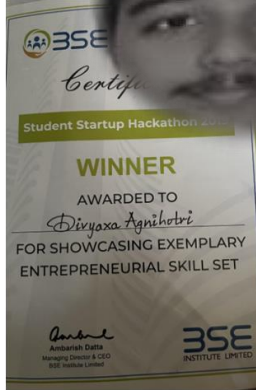 BSE
Student Startup Hackathon
WINNER
AWARDED TO
Divyaxa Agnihotri
FOR SHOWCASING EXEMPLARY
ENTREPRENEURIAL SKILL SET
Ambarish Datta
Managing Director & CEO
BSE Institute Limited
BSE
INSTITUTE LIMITED